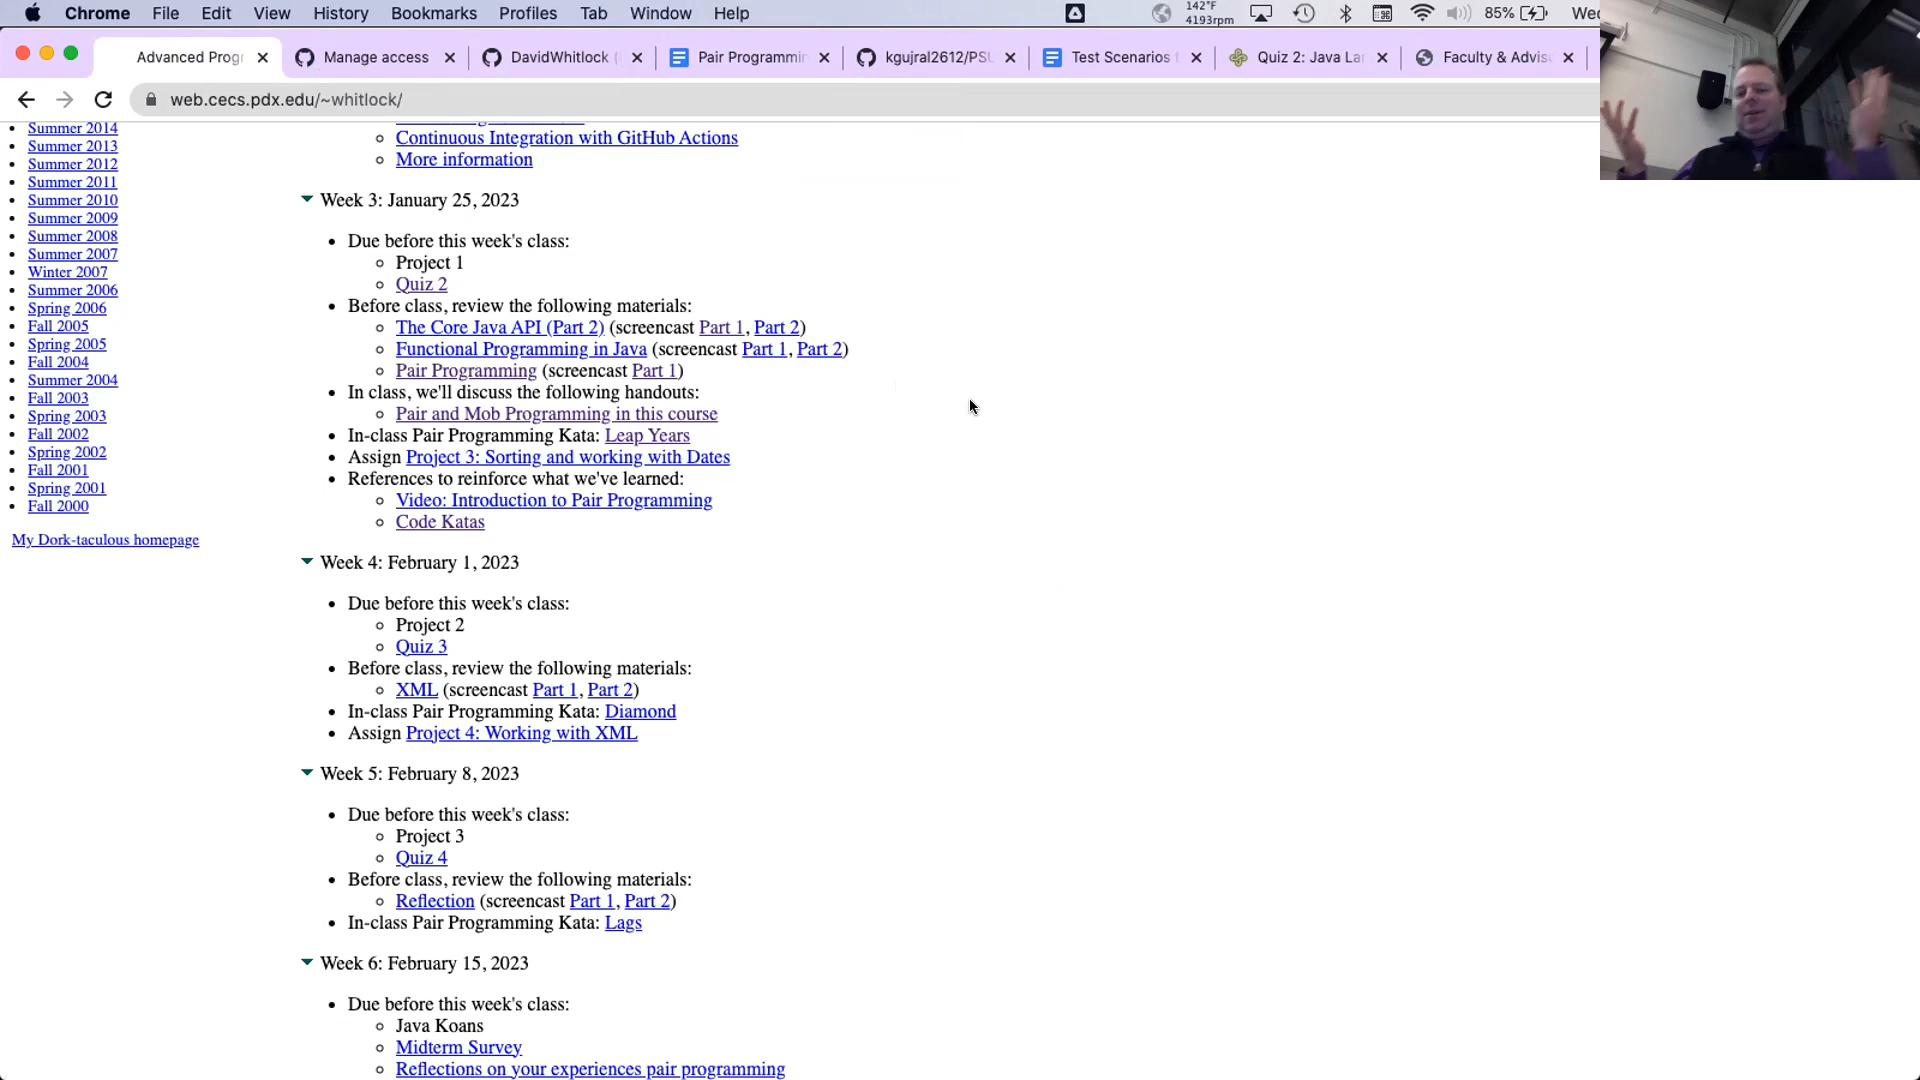 Chrome File Edit View History Bookmarks Profiles Tab Window Help 142°F 4193rpm 85% Wed
Advanced Prog Manage access DavidWhitlock Pair Programmin kgujral2612/PSU Test Scenarios f Quiz 2: Java Lan Faculty & Advis
web.cecs.pdx.edu/~whitlock/
Summer 2014
Summer 2013
Summer 2012
Summer 2011
Summer 2010
Summer 2009
Summer 2008
Summer 2007
Winter 2007
Summer 2006
Spring 2006
Fall 2005
Spring 2005
Fall 2004
Summer 2004
Fall 2003
Spring 2003
Fall 2002
Spring 2002
Fall 2001
Spring 2001
Fall 2000
My Dork-taculous homepage
Continuous Integration with GitHub Actions
More information
Week 3: January 25, 2023
Due before this week's class:
Project 1
Quiz 2
Before class, review the following materials:
The Core Java API (Part 2) (screencast Part 1, Part 2)
Functional Programming in Java (screencast Part 1, Part 2)
Pair Programming (screencast Part 1)
In class, we'll discuss the following handouts:
Pair and Mob Programming in this course
In-class Pair Programming Kata: Leap Years
Assign Project 3: Sorting and working with Dates
References to reinforce what we've learned:
Video: Introduction to Pair Programming
Code Katas
Week 4: February 1, 2023
Due before this week's class:
Project 2
Quiz 3
Before class, review the following materials:
XML (screencast Part 1, Part 2)
In-class Pair Programming Kata: Diamond
Assign Project 4: Working with XML
Week 5: February 8, 2023
Due before this week's class:
Project 3
Quiz 4
Before class, review the following materials:
Reflection (screencast Part 1, Part 2)
In-class Pair Programming Kata: Lags
Week 6: February 15, 2023
Due before this week's class:
Java Koans
Midterm Survey
Reflections on your experiences pair programming